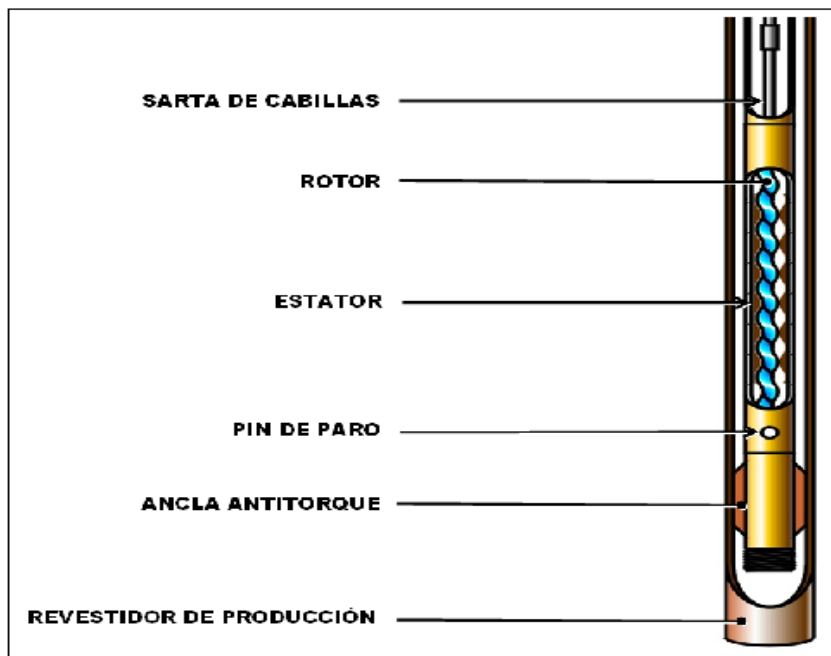 SARTA DE CABILLAS
ROTOR
ESTATOR
PIN DE PARO
ANCLA ANTITORQUE
REVESTIDOR DE PRODUCCIÓN